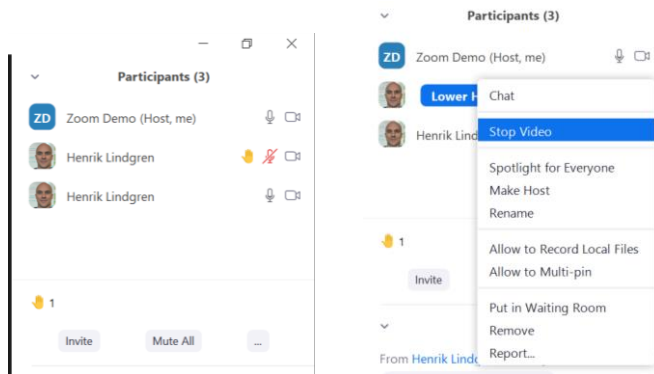 Participants (3)
ZD Zoom Demo (Host, me)
Henrik Lindgren
Henrik Lindgren
1
Invite Mute All ...
Participants (3)
ZD Zoom Demo (Host, me)
Lower
Henrik
1
Invite
From Henrik
Chat
Stop Video
Spotlight for Everyone
Make Host
Rename
Allow to Record Local Files
Allow to Multi-pin
Put in Waiting Room
Remove
Report...